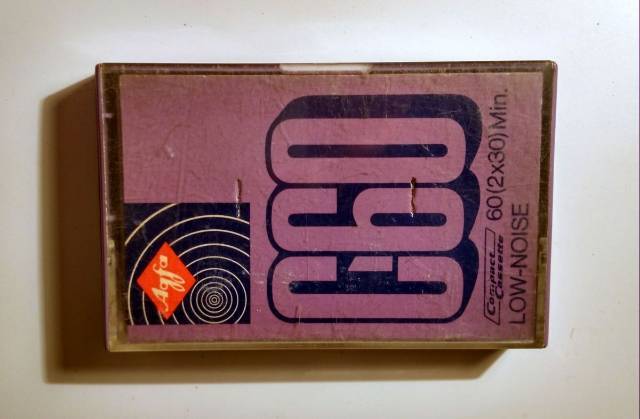 Agfa
C60
Compact
Cassette
60 (2x30) Min.
LOW-NOISE